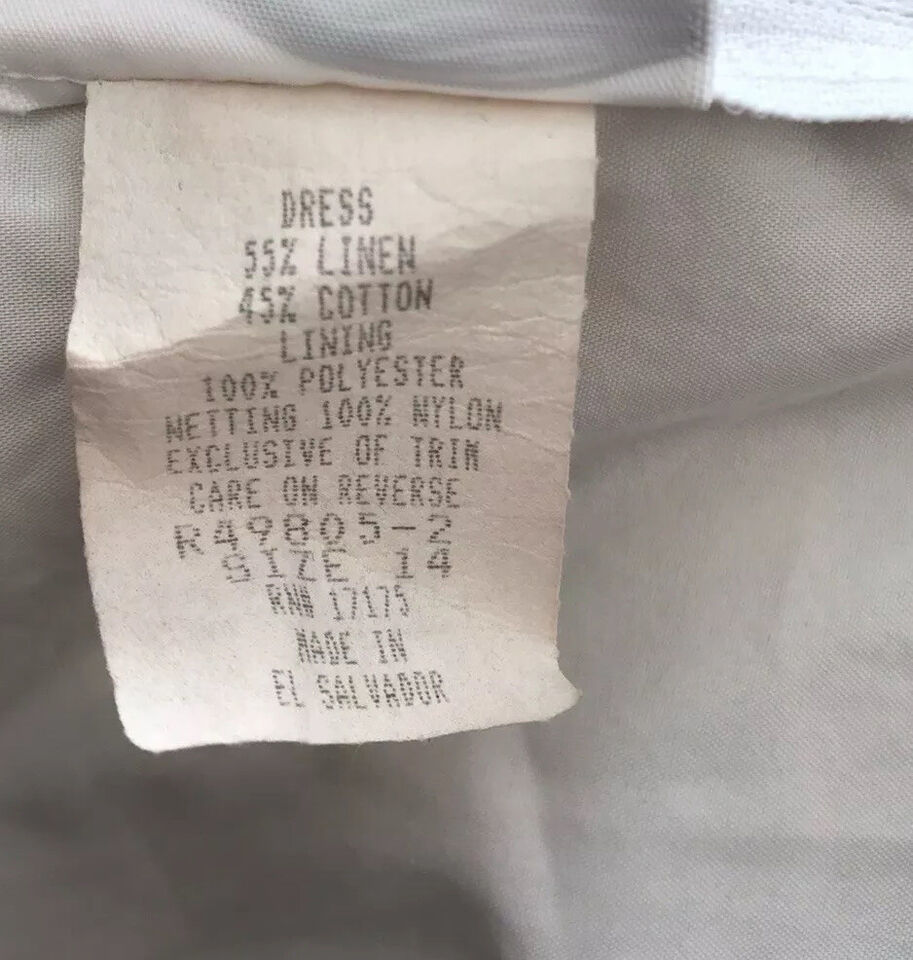 DRESS
55% LINEN
45% COTTON
LINING
100% POLYESTER
NETTING 100% NYLON
EXCLUSIVE OF TRIM
CARE ON REVERSE
R49805-2
SIZE 14
RN# 17175
MADE IN
EL SALVADOR